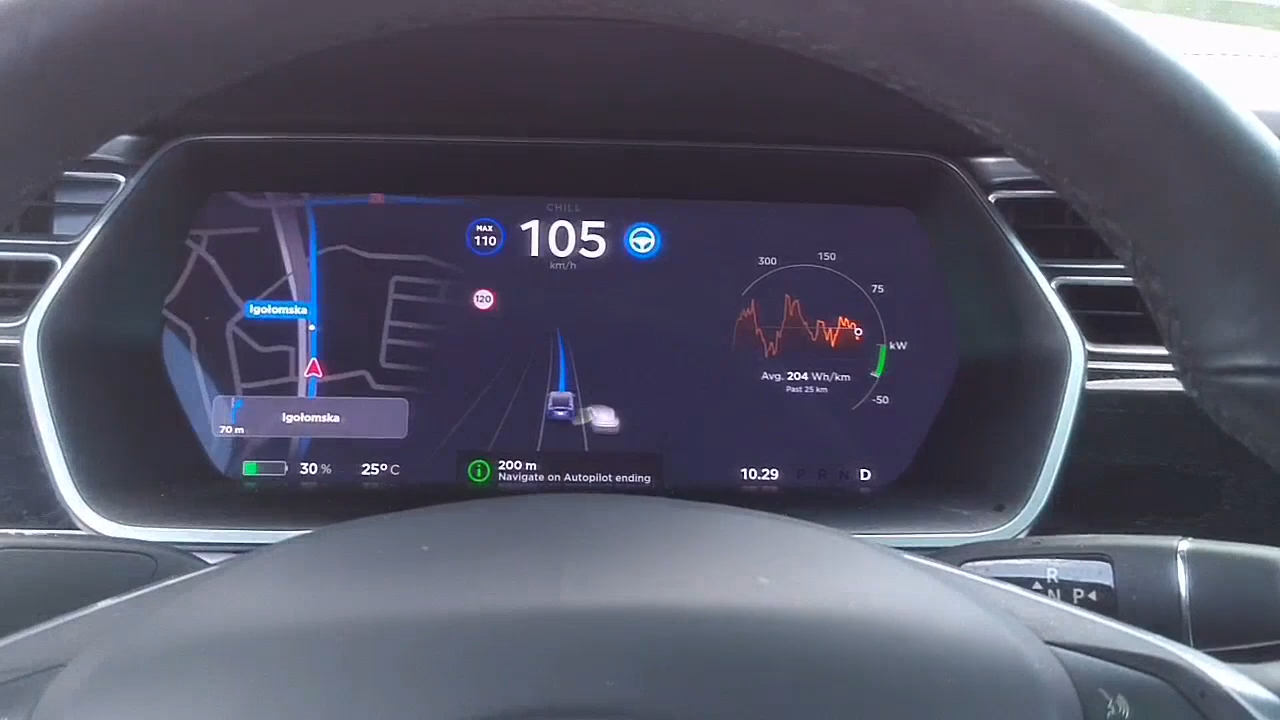 CHILL
MAX
110
105
km/h
120
Igołomska
70 m
Igołomska
30 %
25° C
200 m
Navigate on Autopilot ending
300
150
75
kW
-50
Avg. 204 Wh/km
Past 25 km
10.29
P R N D
R
N P